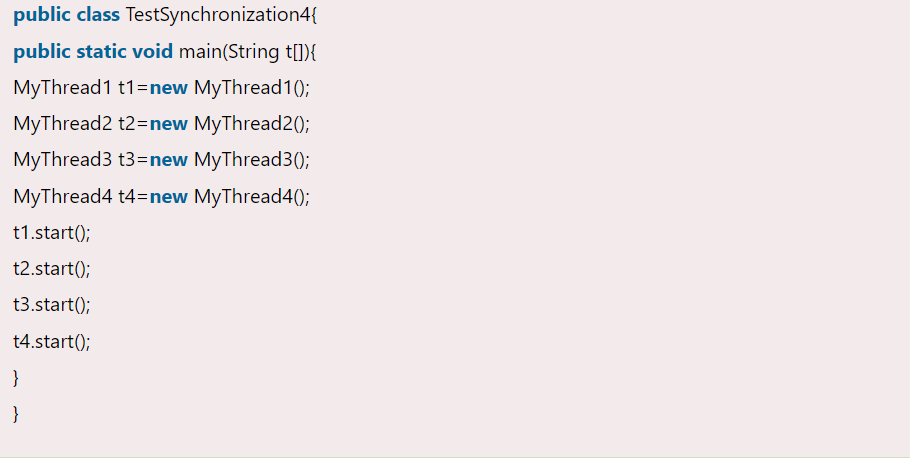 public class TestSynchronization4{
public static void main(String t[]){
MyThread1 t1=new MyThread1();
MyThread2 t2=new MyThread2();
MyThread3 t3=new MyThread3();
MyThread4 t4=new MyThread4();
t1.start();
t2.start();
t3.start();
t4.start();
}
}